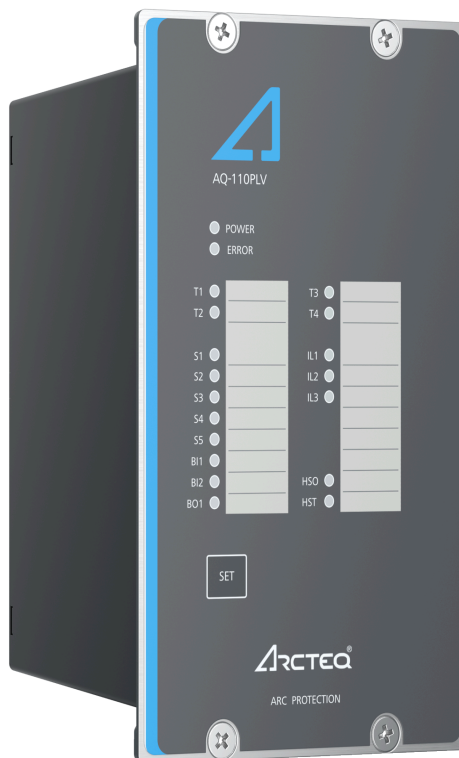 AQ-110PLV
POWER
ERROR
T1
T2
S1
S2
S3
S4
S5
BI1
BI2
BO1
T3
T4
IL1
IL2
IL3
HSO
HST
SET
ARCTEQ®
ARC PROTECTION